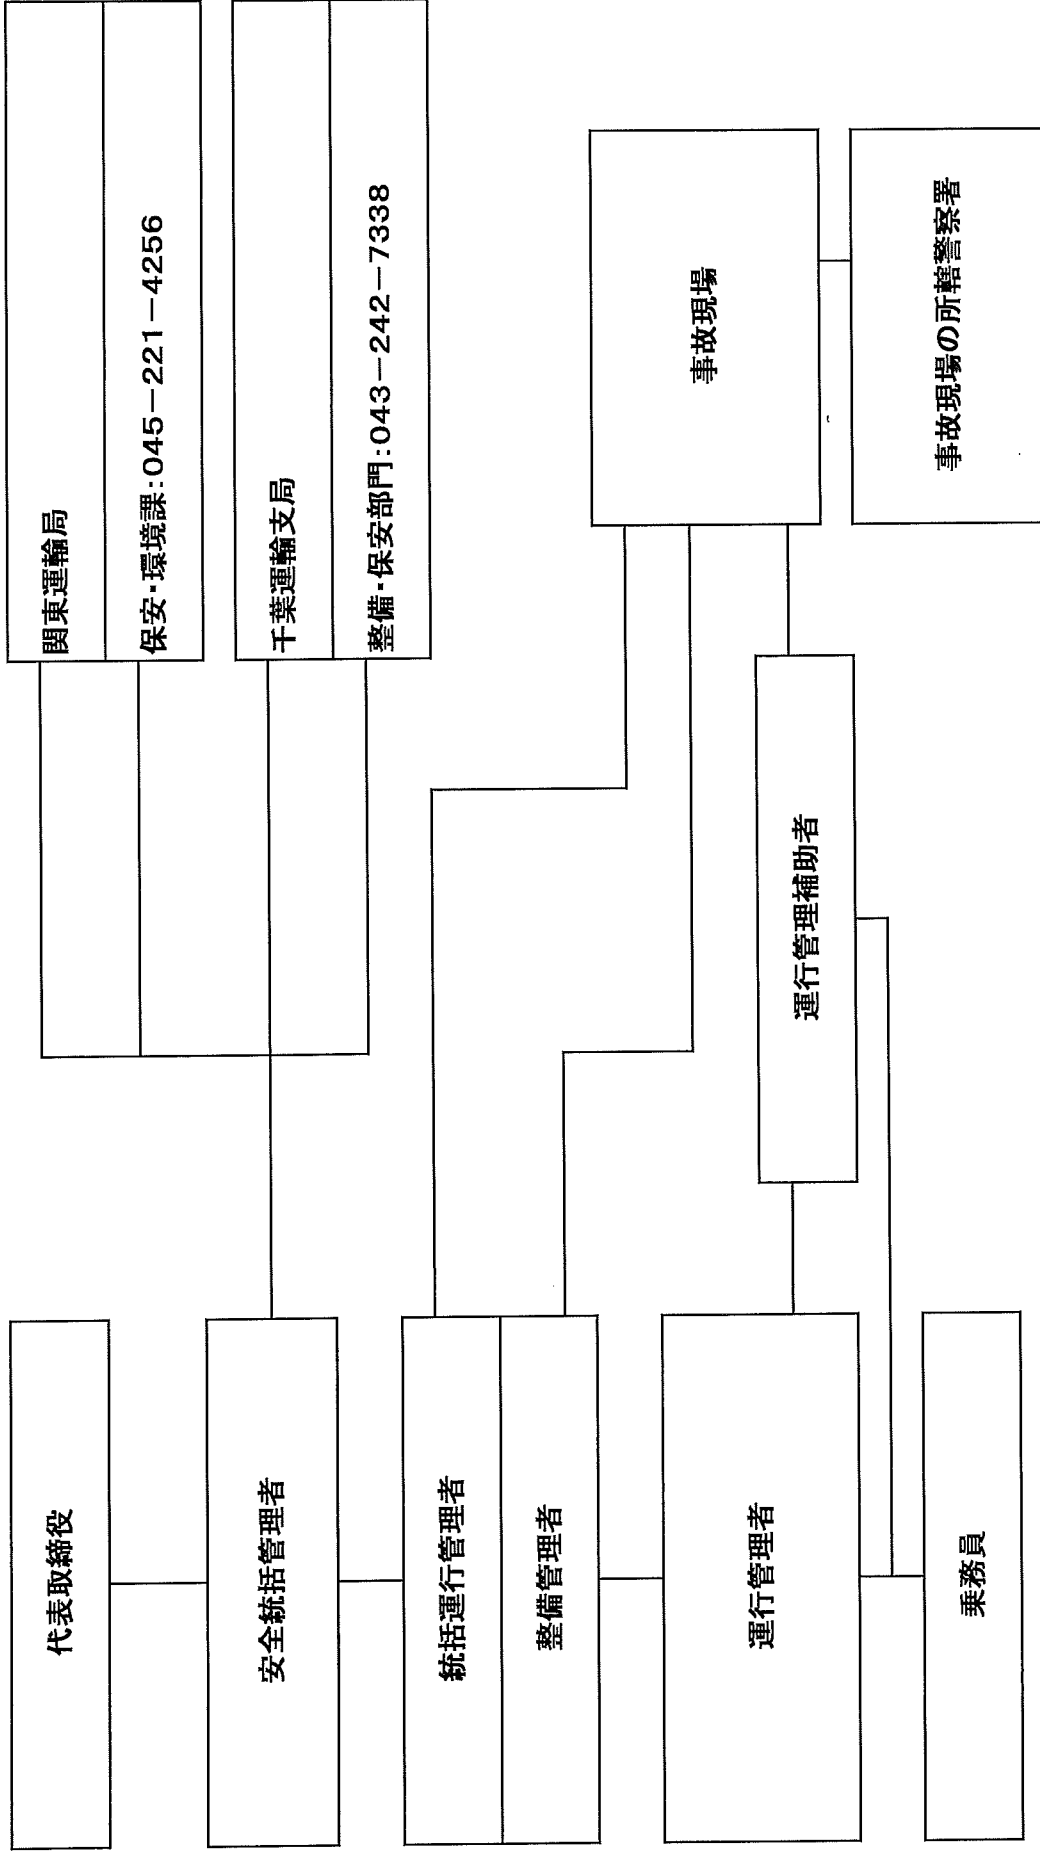 代表取締役
関東運輸局
保安・環境課:045-221-4256
安全統括管理者
千葉運輸支局
整備・保安部門:043-242-7338
統括運行管理者
整備管理者
事故現場
運行管理者
運行管理補助者
事故現場の所轄警察署
乗務員